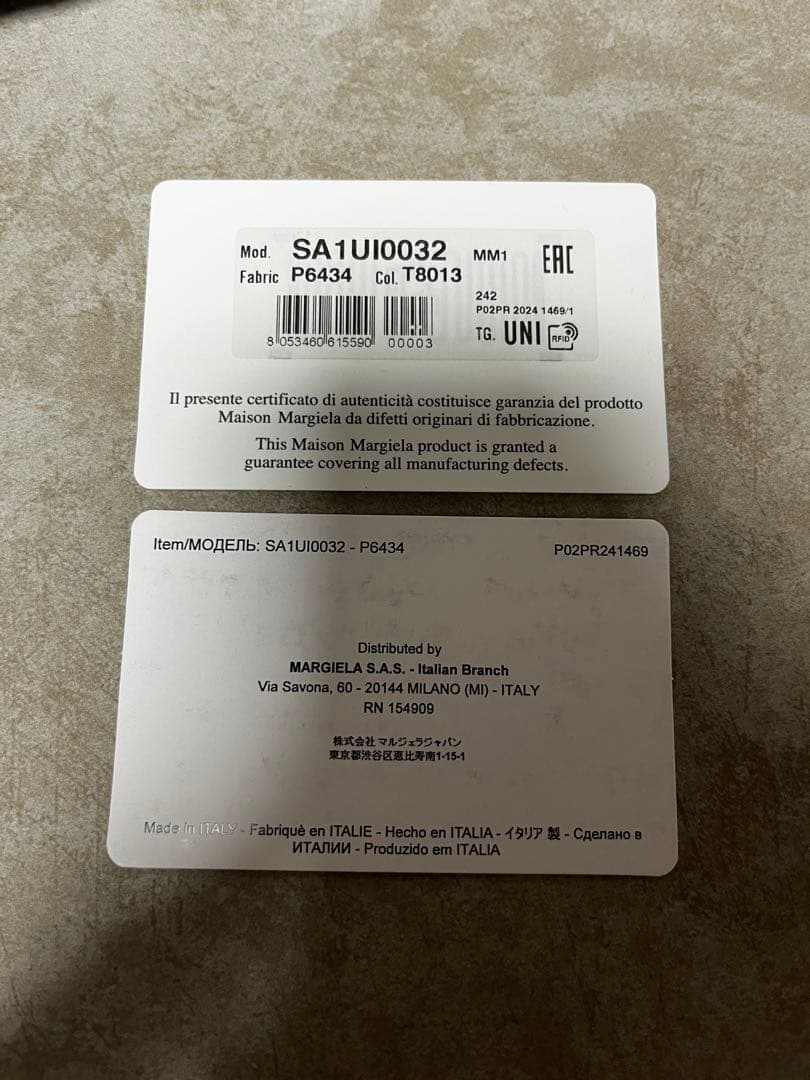 Mod. SA1UI0032 MM1 EAC
Fabric P6434 Col. T8013
242
P02PR 2024 1469/1
TG. UNI RFID
8 053460 615590 00003
Il presente certificato di autenticità costituisce garanzia del prodotto
Maison Margiela da difetti originari di fabbricazione.
This Maison Margiela product is granted a
guarantee covering all manufacturing defects.
Item/МОДЕЛЬ: SA1UI0032 - P6434 P02PR241469
Distributed by
MARGIELA S.A.S. - Italian Branch
Via Savona, 60 - 20144 MILANO (MI) - ITALY
RN 154909
株式会社 マルジェラジャパン
東京都渋谷区恵比寿南1-15-1
Made in ITALY - Fabriquè en ITALIE - Hecho en ITALIA - イタリア 製 - Сделано в
ИТАЛИИ - Produzido em ITALIA